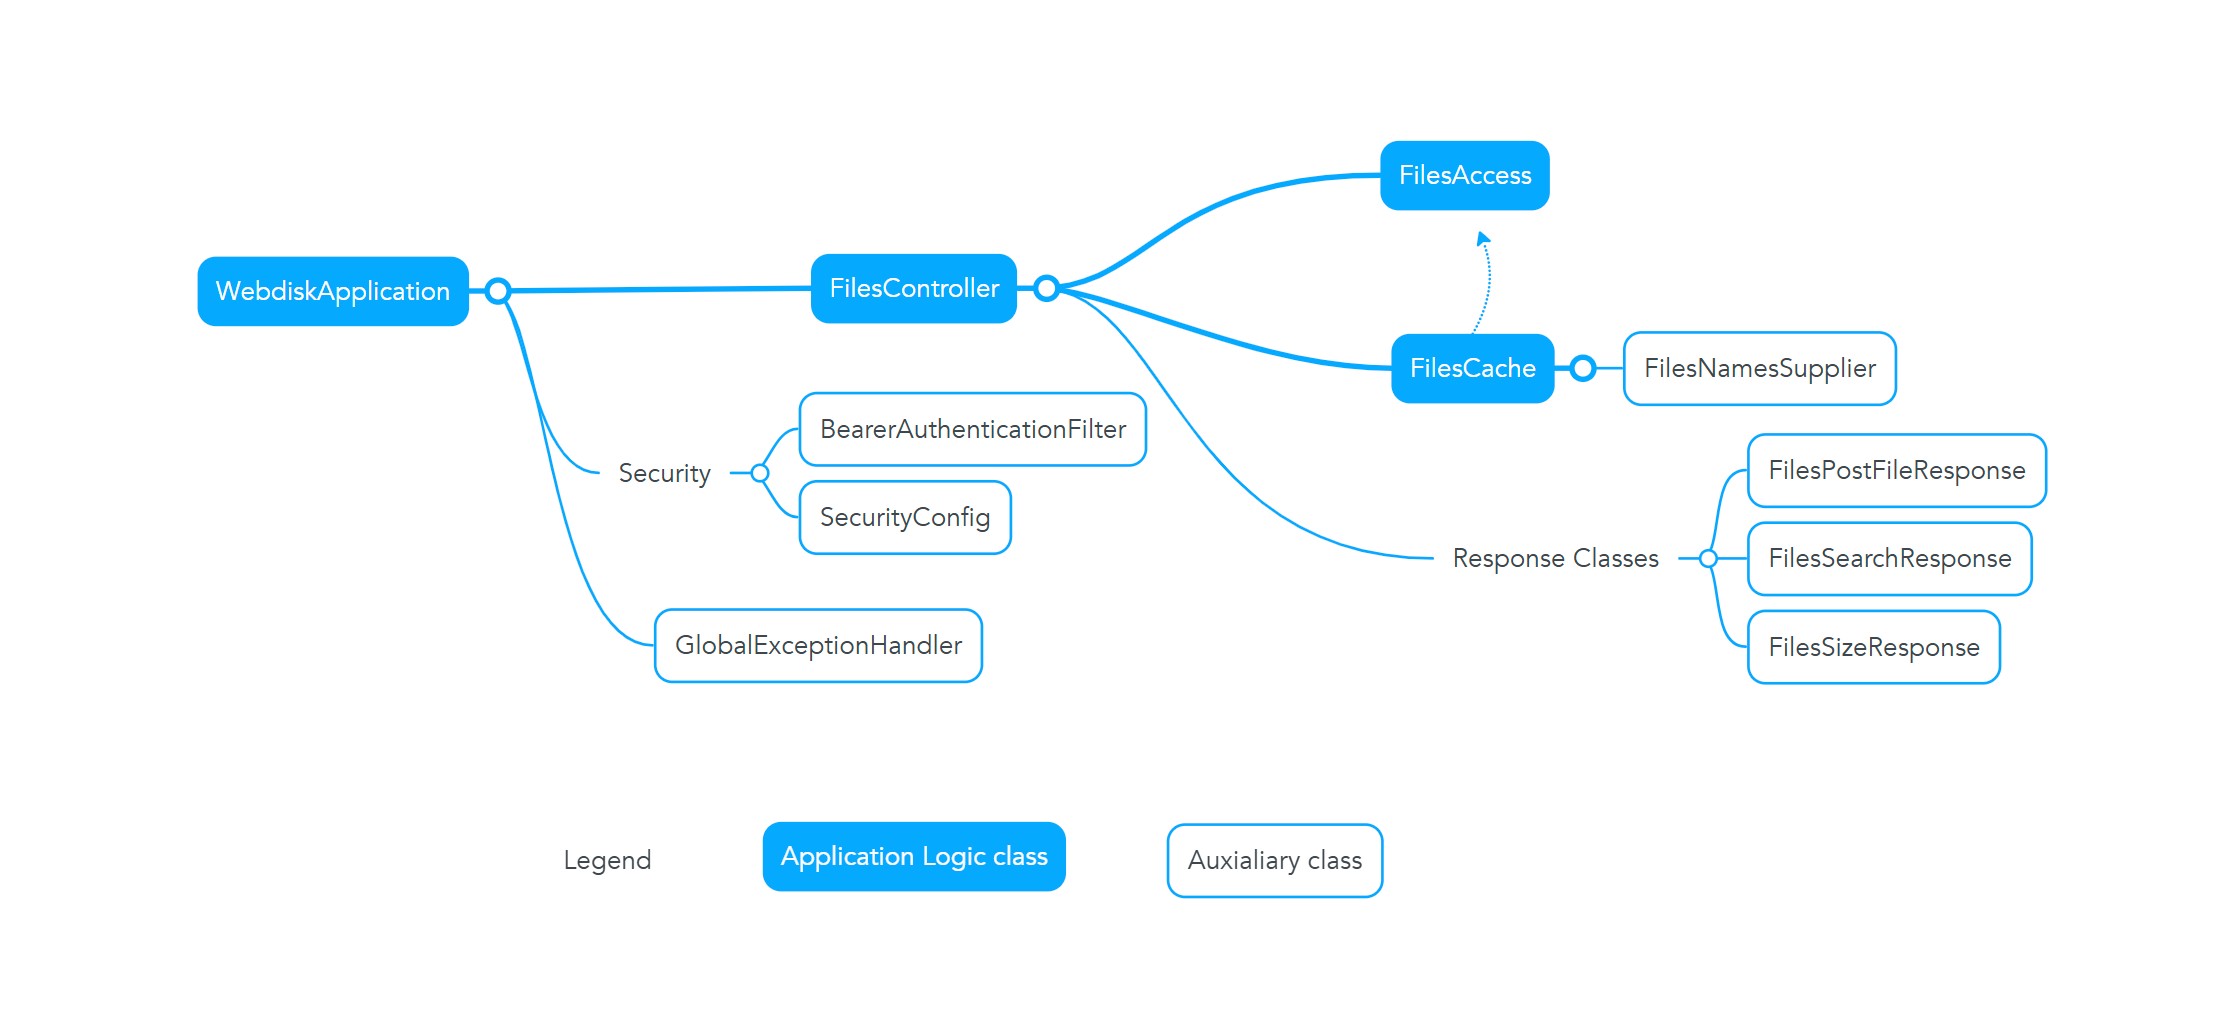 WebdiskApplication
FilesController
FilesAccess
FilesCache
FilesNamesSupplier
Security
BearerAuthenticationFilter
SecurityConfig
GlobalExceptionHandler
Response Classes
FilesPostFileResponse
FilesSearchResponse
FilesSizeResponse
Legend
Application Logic class
Auxialiary class